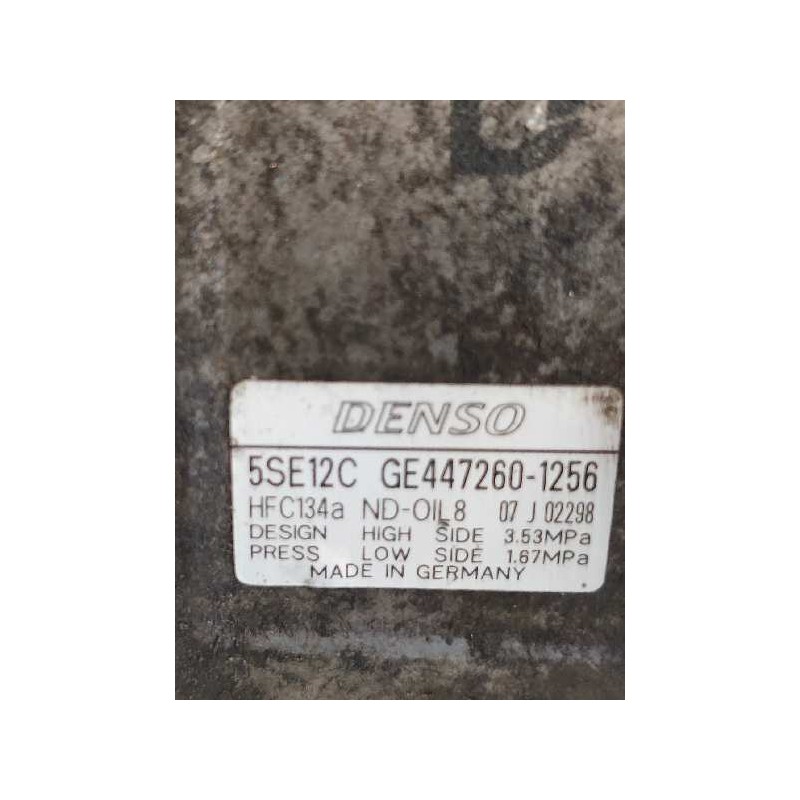 DENSO
5SE12C GE447260-1256
HFC134a ND-OIL8 07 J 02298
DESIGN HIGH SIDE 3.53MPa
PRESS LOW SIDE 1.67MPa
MADE IN GERMANY